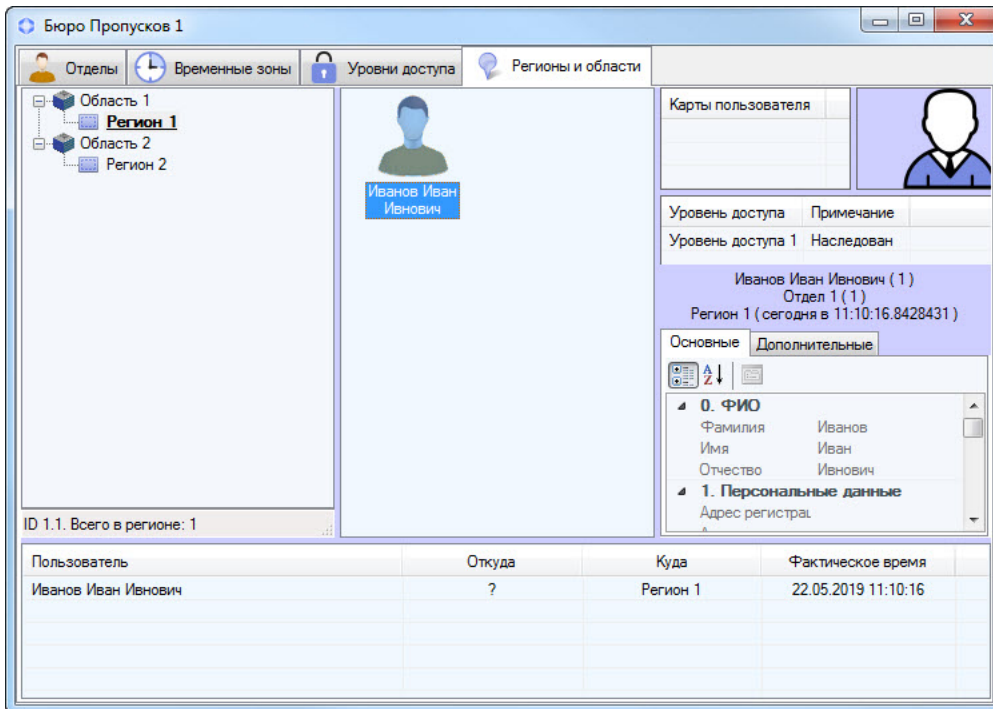 Бюро Пропусков 1
Отделы Временные зоны Уровни доступа Регионы и области
Область 1
Регион 1
Область 2
Регион 2
ID 1.1. Всего в регионе: 1
Иванов Иван
Ивнович
Карты пользователя
Уровень доступа Примечание
Уровень доступа 1 Наследован
Иванов Иван Ивнович ( 1 )
Отдел 1 ( 1 )
Регион 1 ( сегодня в 11:10:16.8428431 )
Основные Дополнительные
0. ФИО
Фамилия Иванов
Имя Иван
Отчество Ивнович
1. Персональные данные
Адрес регистрац
Пользователь Откуда Куда Фактическое время
Иванов Иван Ивнович ? Регион 1 22.05.2019 11:10:16